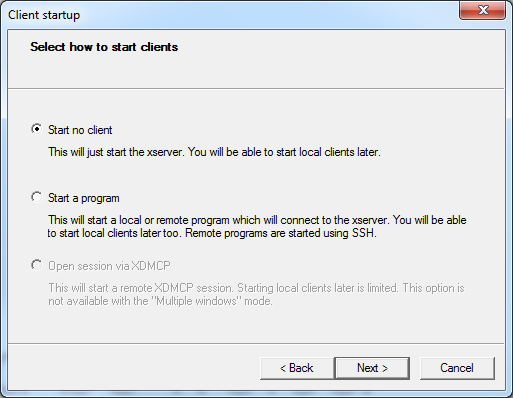 Client startup
Select how to start clients
Start no client
This will just start the xserver. You will be able to start local clients later.
Start a program
This will start a local or remote program which will connect to the xserver. You will be able
to start local clients later too. Remote programs are started using SSH.
Open session via XDMCP
This will start a remote XDMCP session. Starting local clients later is limited. This option is
not available with the "Multiple windows" mode.
< Back
Next >
Cancel